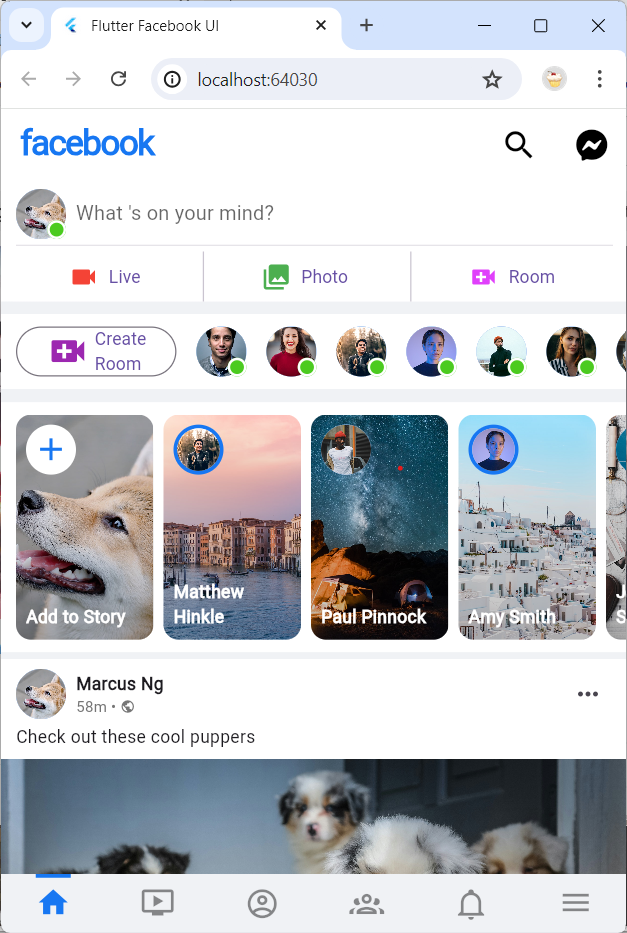 Flutter Facebook UI
localhost:64030
facebook
What 's on your mind?
Live
Photo
Room
Create
Room
Add to Story
Matthew
Hinkle
Paul Pinnock
Amy Smith
J
S
Marcus Ng
58m •
Check out these cool puppers